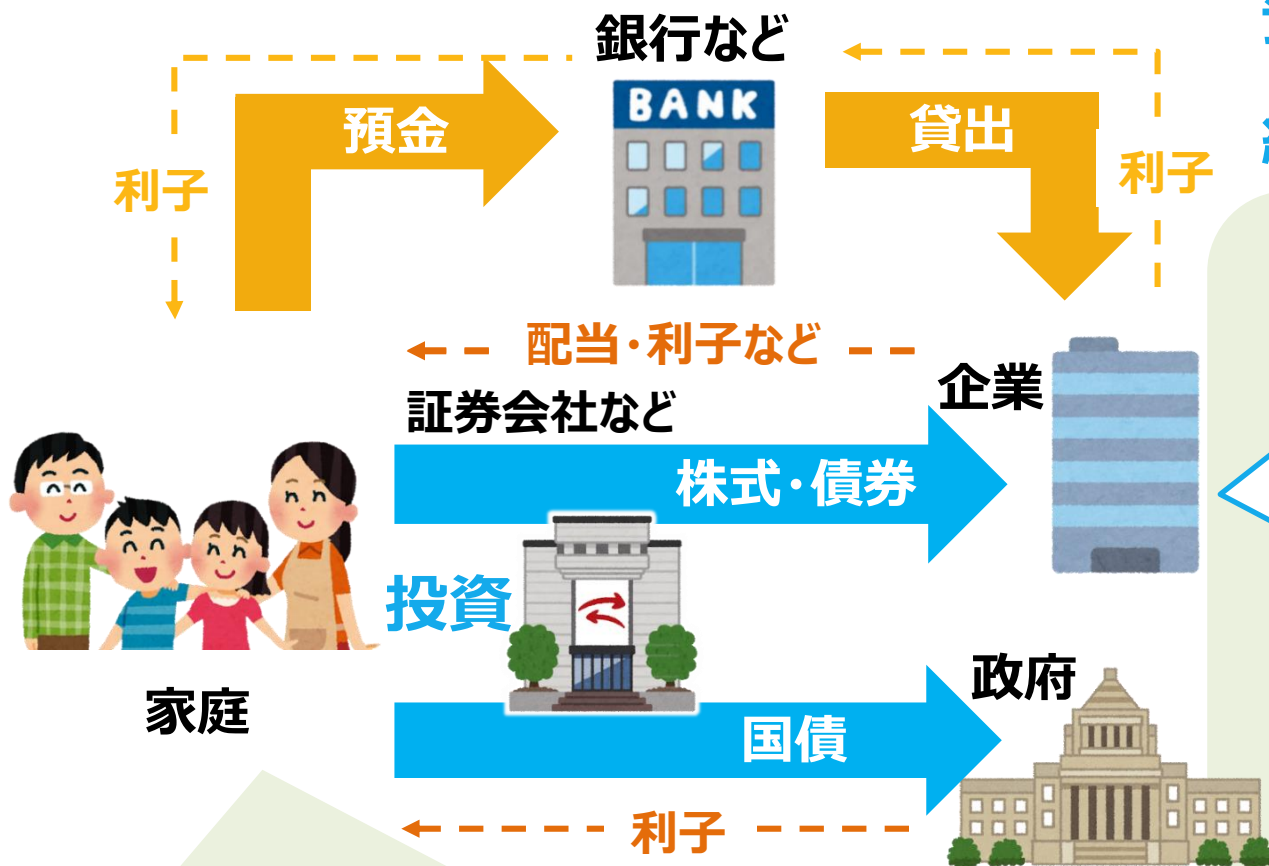 銀行など
BANK
預金
貸出
利子
利子
配当・利子など
証券会社など
企業
株式・債券
投資
家庭
政府
国債
利子